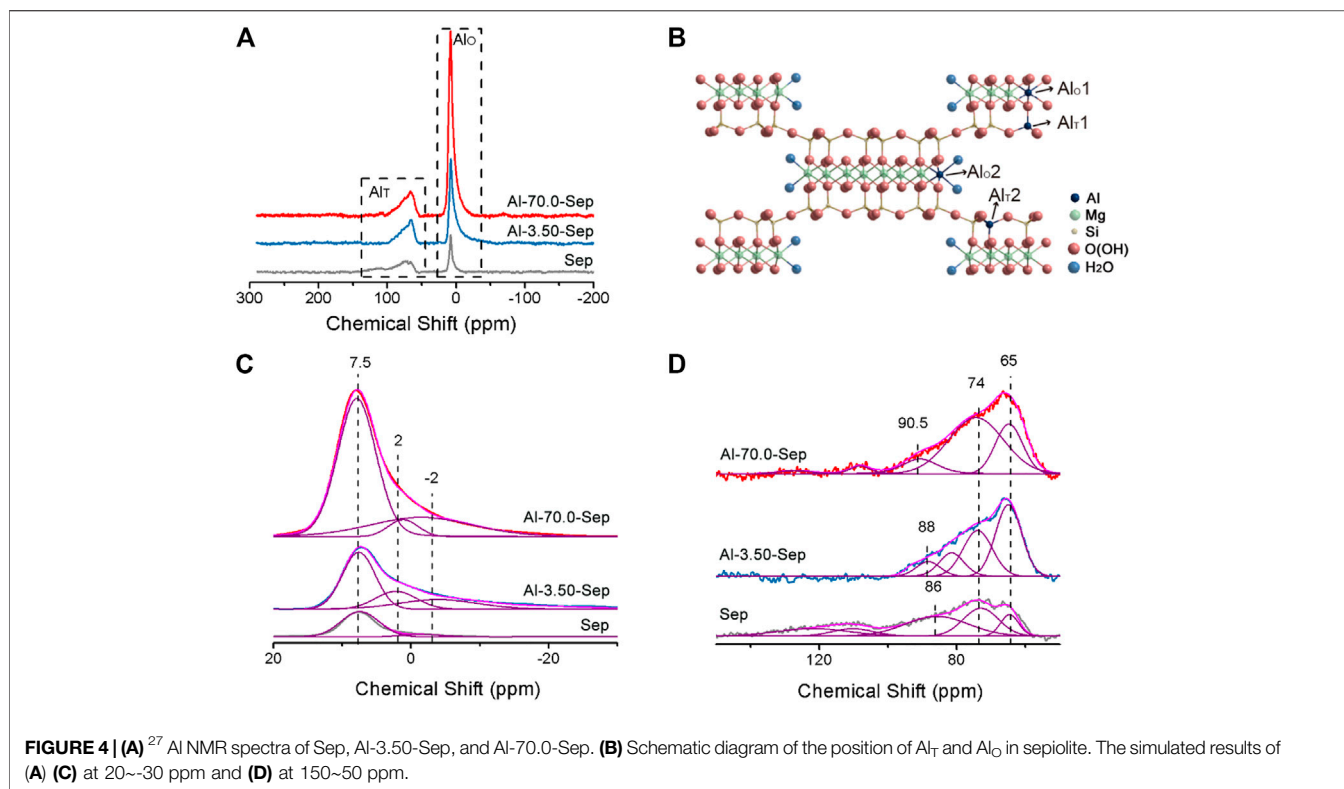 A
AlO
AlT
Al-70.0-Sep
Al-3.50-Sep
Sep
300 200 100 0 -100 -200
Chemical Shift (ppm)
B
AlO1
AlT1
AlO2
AlT2
Al
Mg
Si
O(OH)
H2O
C
7.5
2
-2
Al-70.0-Sep
Al-3.50-Sep
Sep
20 0 -20
Chemical Shift (ppm)
D
65
74
90.5
Al-70.0-Sep
88
Al-3.50-Sep
86
Sep
120 80
Chemical Shift (ppm)
FIGURE 4 | (A) 27 Al NMR spectra of Sep, Al-3.50-Sep, and Al-70.0-Sep. (B) Schematic diagram of the position of AlT and AlO in sepiolite. The simulated results of
(A) (C) at 20~-30 ppm and (D) at 150~50 ppm.